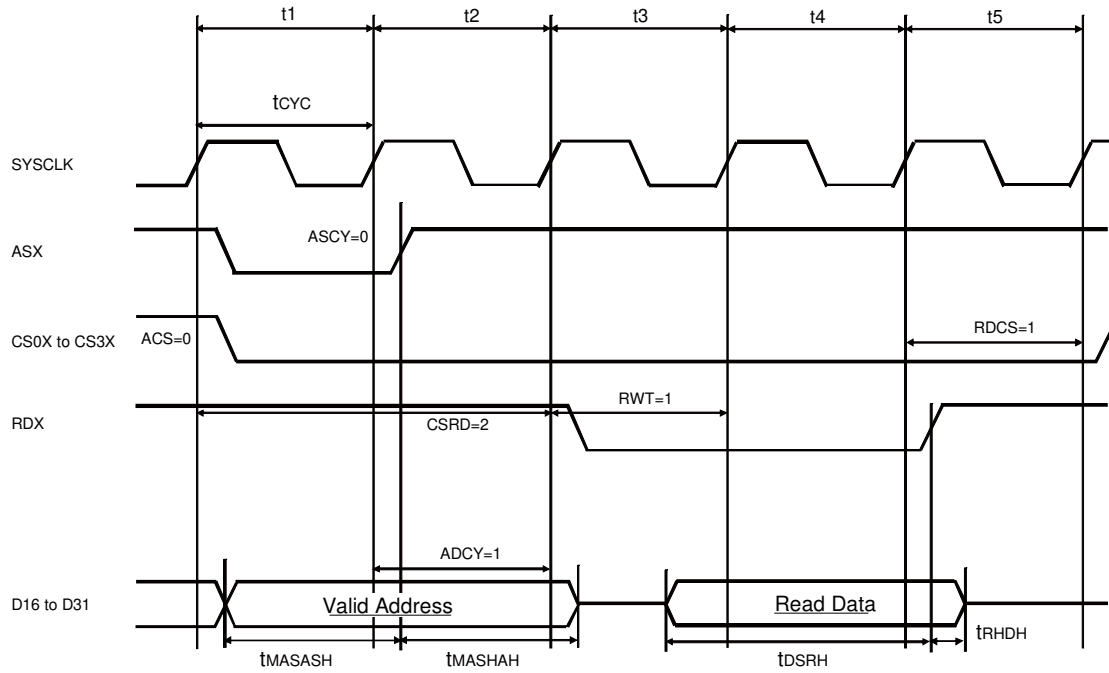 t1 t2 t3 t4 t5
tCYC
SYSCLK
ASX
ASCY=0
CS0X to CS3X
ACS=0
RDCS=1
RDX
RWT=1
CSRD=2
ADCY=1
D16 to D31
Valid Address
Read Data
tRHDH
tMASASH
tMASHAH
tDSRH